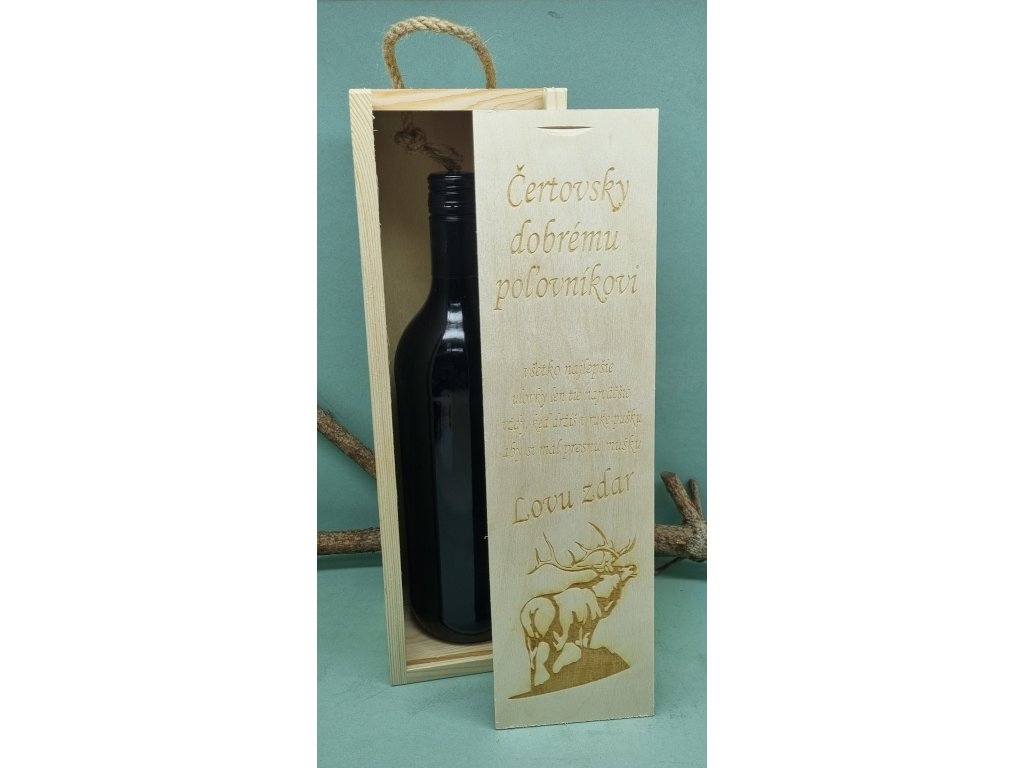 Čertovsky
dobrému
poľovníkovi
všetko najlepšie
úlovky len tie najväčšie
vždy, keď držíš v ruke pušku
aby si mal presnú mušku
Lovu zdar